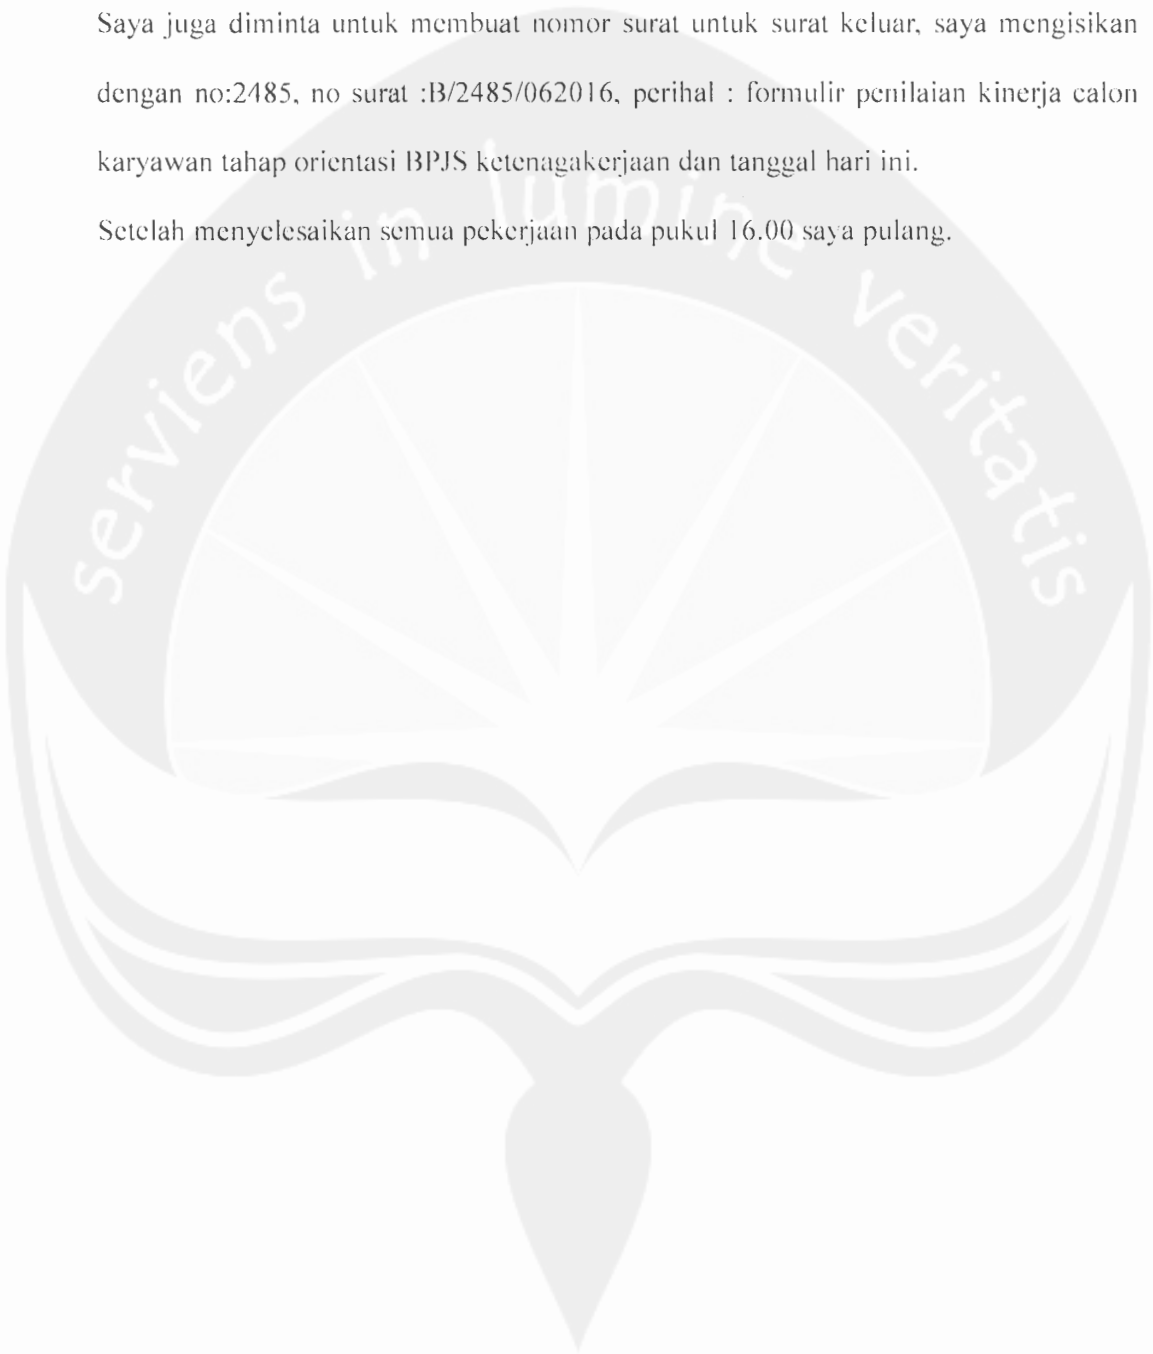 Saya juga diminta untuk membuat nomor surat untuk surat keluar, saya mengisikan
dengan no:2485, no surat :B/2485/062016, perihal : formulir penilaian kinerja calon
karyawan tahap orientasi BPJS ketenagakerjaan dan tanggal hari ini.
Setelah menyelesaikan semua pekerjaan pada pukul 16.00 saya pulang.
serviens in lumine veritatis